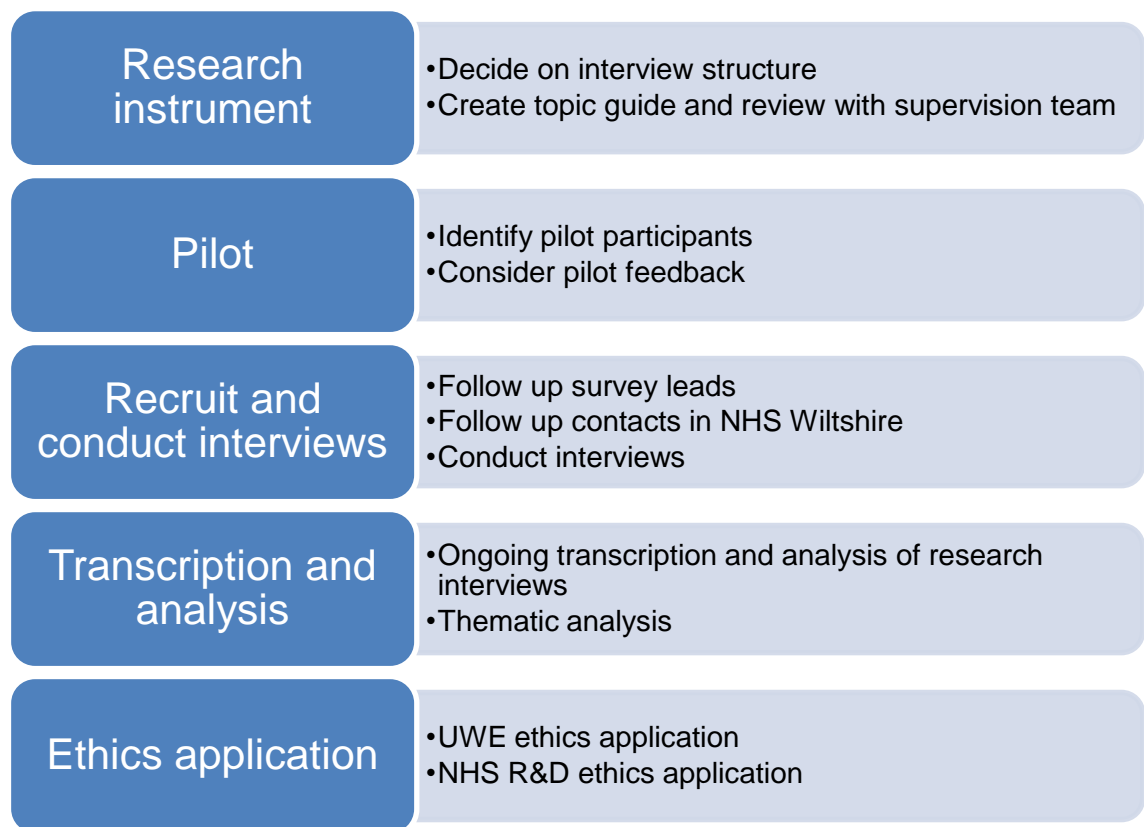 Research
instrument
•Decide on interview structure
•Create topic guide and review with supervision team
Pilot
•Identify pilot participants
•Consider pilot feedback
Recruit and
conduct interviews
•Follow up survey leads
•Follow up contacts in NHS Wiltshire
•Conduct interviews
Transcription and
analysis
•Ongoing transcription and analysis of research
interviews
•Thematic analysis
Ethics application
•UWE ethics application
•NHS R&D ethics application